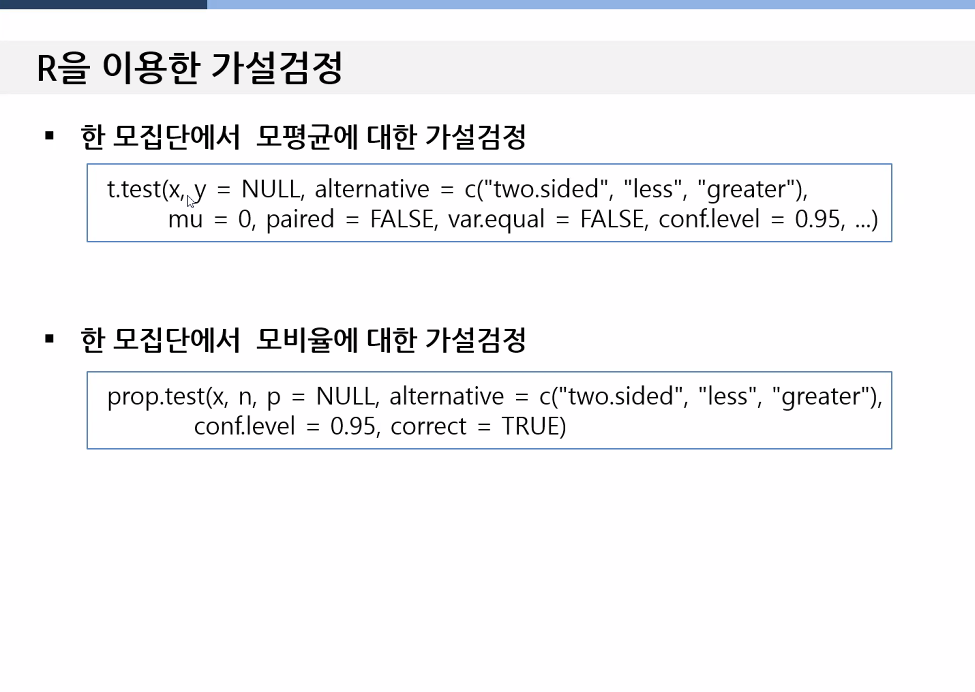 R을 이용한 가설검정
▪ 한 모집단에서 모평균에 대한 가설검정
t.test(x, y = NULL, alternative = c("two.sided", "less", "greater"),
mu = 0, paired = FALSE, var.equal = FALSE, conf.level = 0.95, ...)
▪ 한 모집단에서 모비율에 대한 가설검정
prop.test(x, n, p = NULL, alternative = c("two.sided", "less", "greater"),
conf.level = 0.95, correct = TRUE)